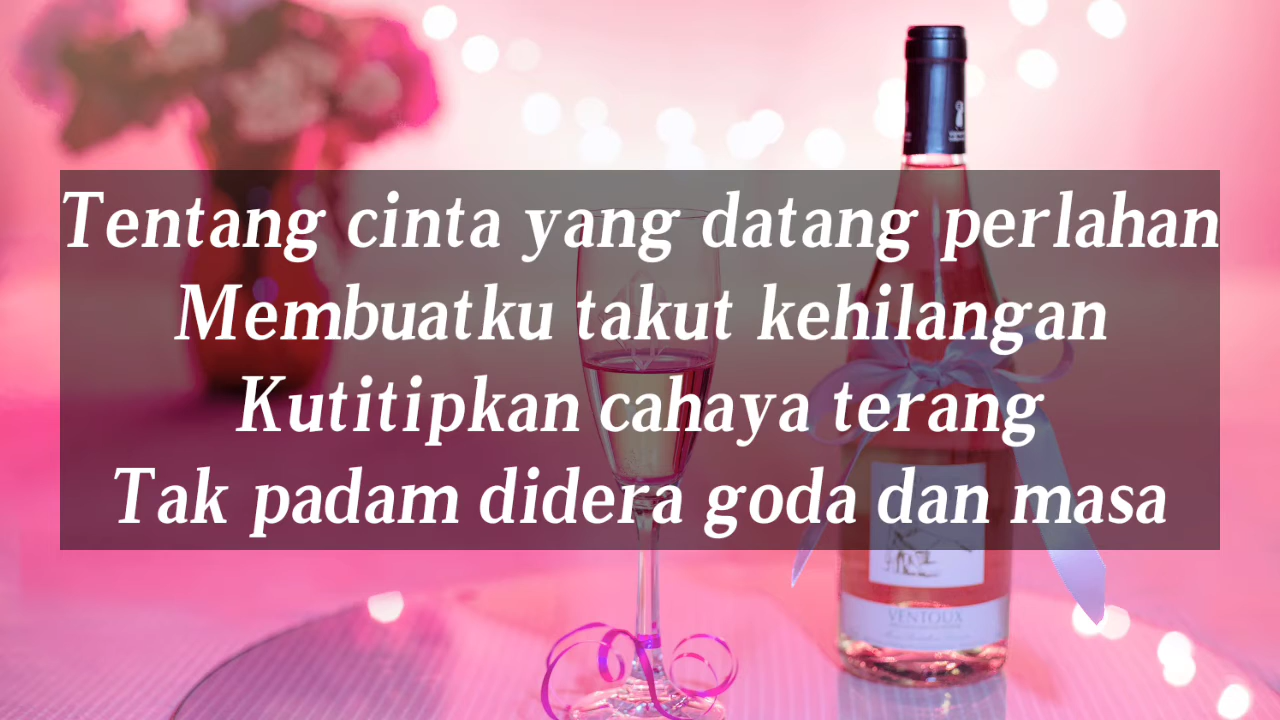 Tentang cinta yang datang perlahan
Membuatku takut kehilangan
Kutitipkan cahaya terang
Tak padam didera goda dan masa
VENTOUX